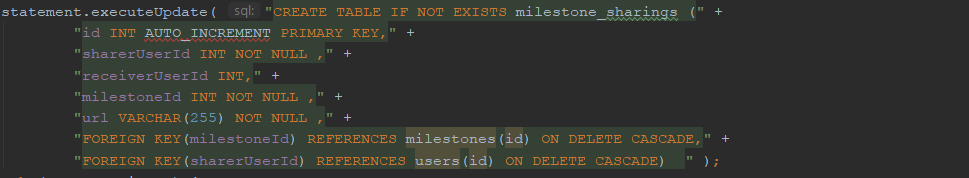 statement.executeUpdate( sql: "CREATE TABLE IF NOT EXISTS milestone_sharings (" +
"id INT AUTO_INCREMENT PRIMARY KEY," +
"sharerUserId INT NOT NULL ," +
"receiverUserId INT," +
"milestoneId INT NOT NULL ," +
"url VARCHAR(255) NOT NULL ," +
"FOREIGN KEY(milestoneId) REFERENCES milestones(id) ON DELETE CASCADE," +
"FOREIGN KEY(sharerUserId) REFERENCES users(id) ON DELETE CASCADE)  " );